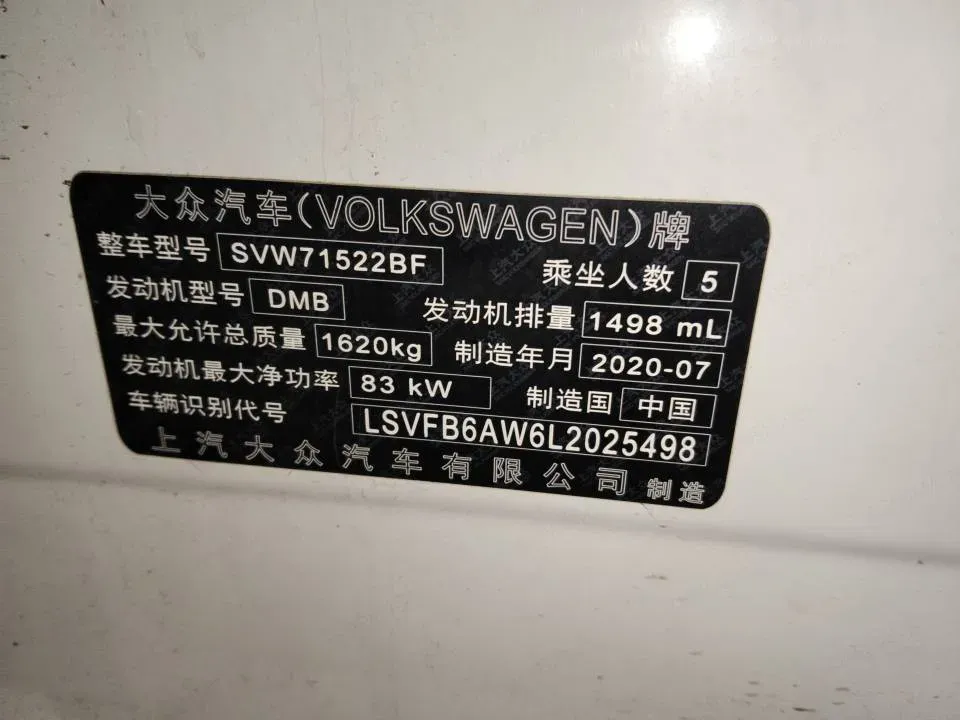 大众汽车(VOLKSWAGEN)牌
整车型号 SVW71522BF 乘坐人数 5
发动机型号 DMB 发动机排量 1498 mL
最大允许总质量 1620kg 制造年月 2020-07
发动机最大净功率 83 kW 制造国 中国
车辆识别代号 LSVFB6AW6L2025498
上汽大众汽车有限公司 制造